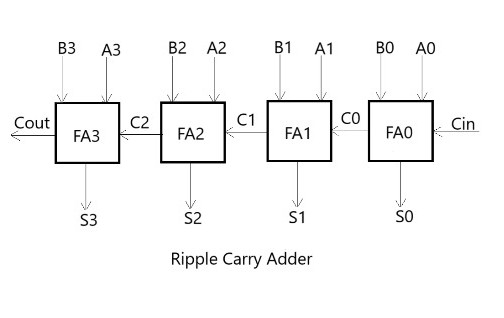 B3 A3 B2 A2 B1 A1 B0 A0
Cout FA3 C2 FA2 C1 FA1 C0 FA0 Cin
S3 S2 S1 S0
Ripple Carry Adder